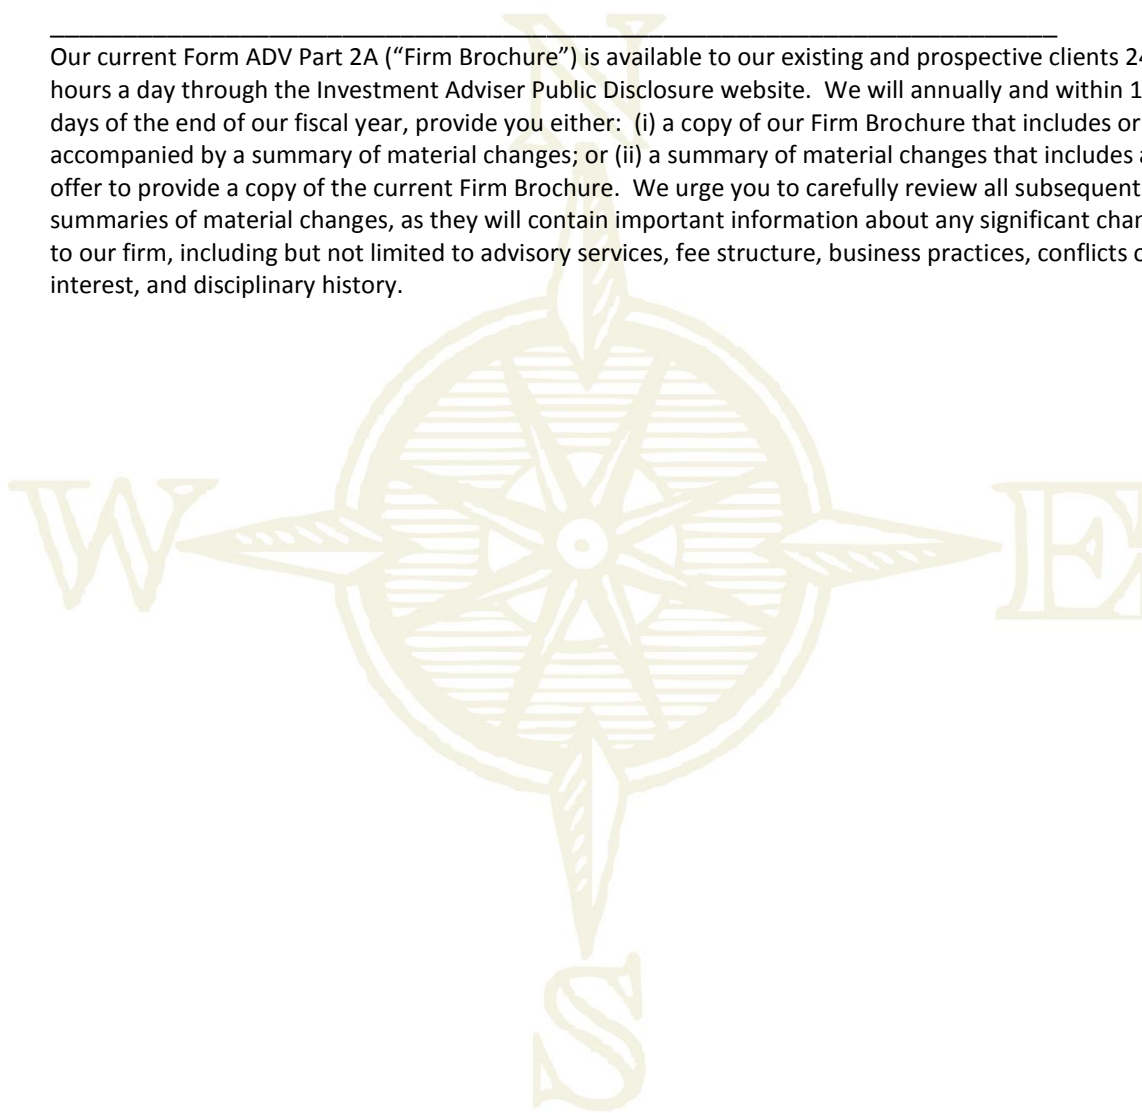 Our current Form ADV Part 2A (“Firm Brochure”) is available to our existing and prospective clients 24
hours a day through the Investment Adviser Public Disclosure website. We will annually and within 1
days of the end of our fiscal year, provide you either: (i) a copy of our Firm Brochure that includes or
accompanied by a summary of material changes; or (ii) a summary of material changes that includes a
offer to provide a copy of the current Firm Brochure. We urge you to carefully review all subsequent
summaries of material changes, as they will contain important information about any significant chan
to our firm, including but not limited to advisory services, fee structure, business practices, conflicts o
interest, and disciplinary history.
N
W E
S